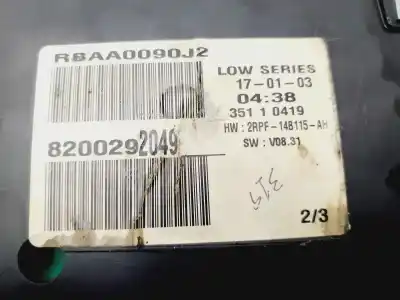 RBAA0090J2
8200292049
LOW SERIES
17-01-03
04:38
351 1 0419
HW : 2RPF-14B115-AH
SW : V08.31
319
2/3